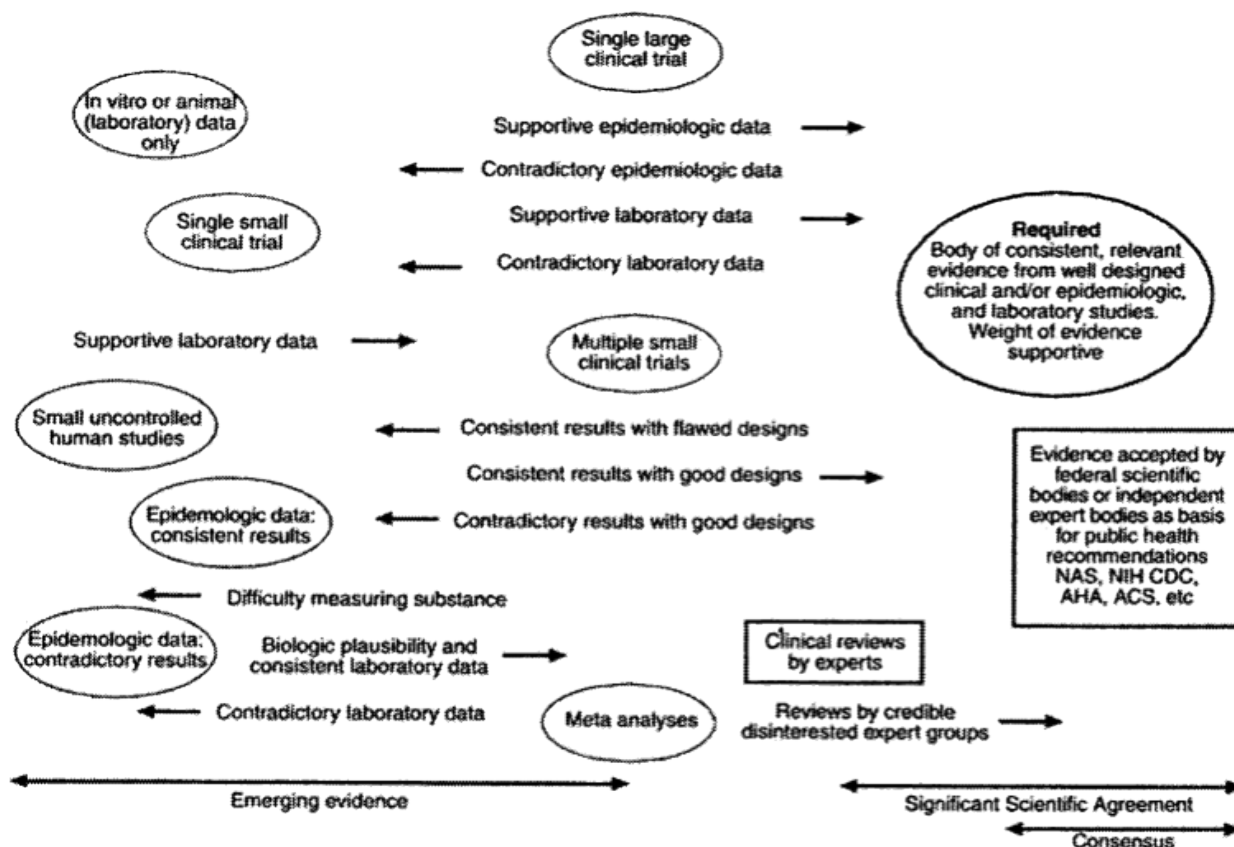 Single large
clinical trial
In vitro or animal
(laboratory) data
only
Supportive epidemiologic data
Contradictory epidemiologic data
Single small
clinical trial
Supportive laboratory data
Contradictory laboratory data
Required
Body of consistent, relevant
evidence from well designed
clinical and/or epidemiologic,
and laboratory studies.
Weight of evidence
supportive
Supportive laboratory data
Multiple small
clinical trials
Small uncontrolled
human studies
Consistent results with flawed designs
Consistent results with good designs
Evidence accepted by
federal scientific
bodies or independent
expert bodies as basis
for public health
recommendations
NAS, NIH CDC,
AHA, ACS, etc
Epidemologic data:
consistent results
Contradictory results with good designs
Difficulty measuring substance
Epidemologic data:
contradictory results
Biologic plausibility and
consistent laboratory data
Clinical reviews
by experts
Contradictory laboratory data
Meta analyses
Reviews by credible
disinterested expert groups
Emerging evidence
Significant Scientific Agreement
Consensus